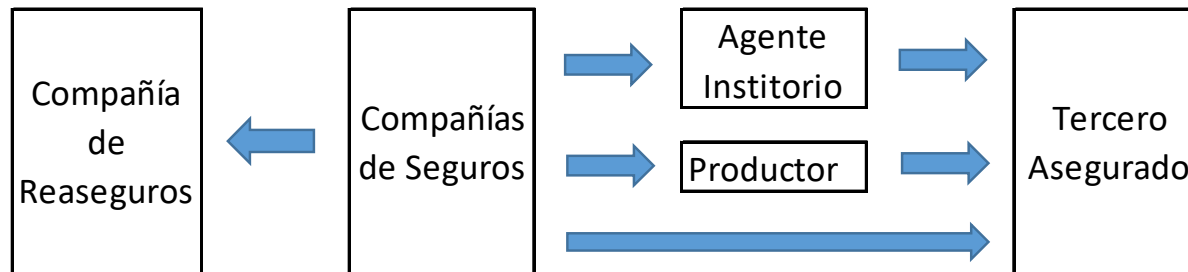 Compañía
de
Reaseguros
Compañías
de Seguros
Agente
Institorio
Productor
Tercero
Asegurado